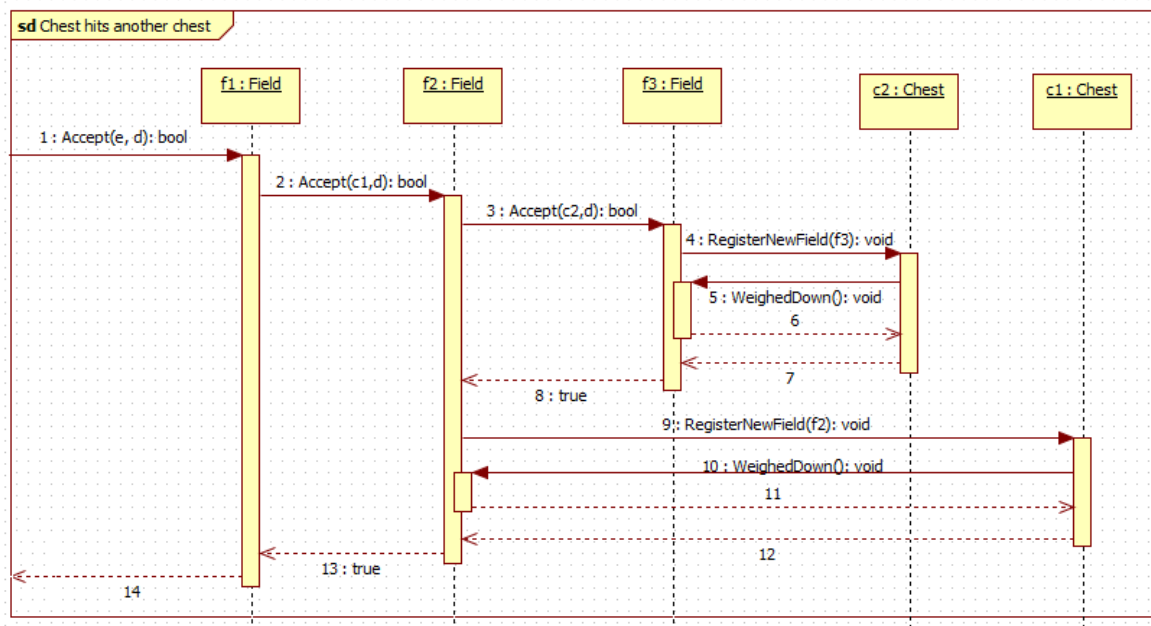 sd Chest hits another chest
f1 : Field
f2 : Field
f3 : Field
c2 : Chest
c1 : Chest
1 : Accept(e, d): bool
2 : Accept(c1,d): bool
3 : Accept(c2,d): bool
4 : RegisterNewField(f3): void
5 : WeighedDown(): void
6
7
8 : true
9 : RegisterNewField(f2): void
10 : WeighedDown(): void
11
12
13 : true
14